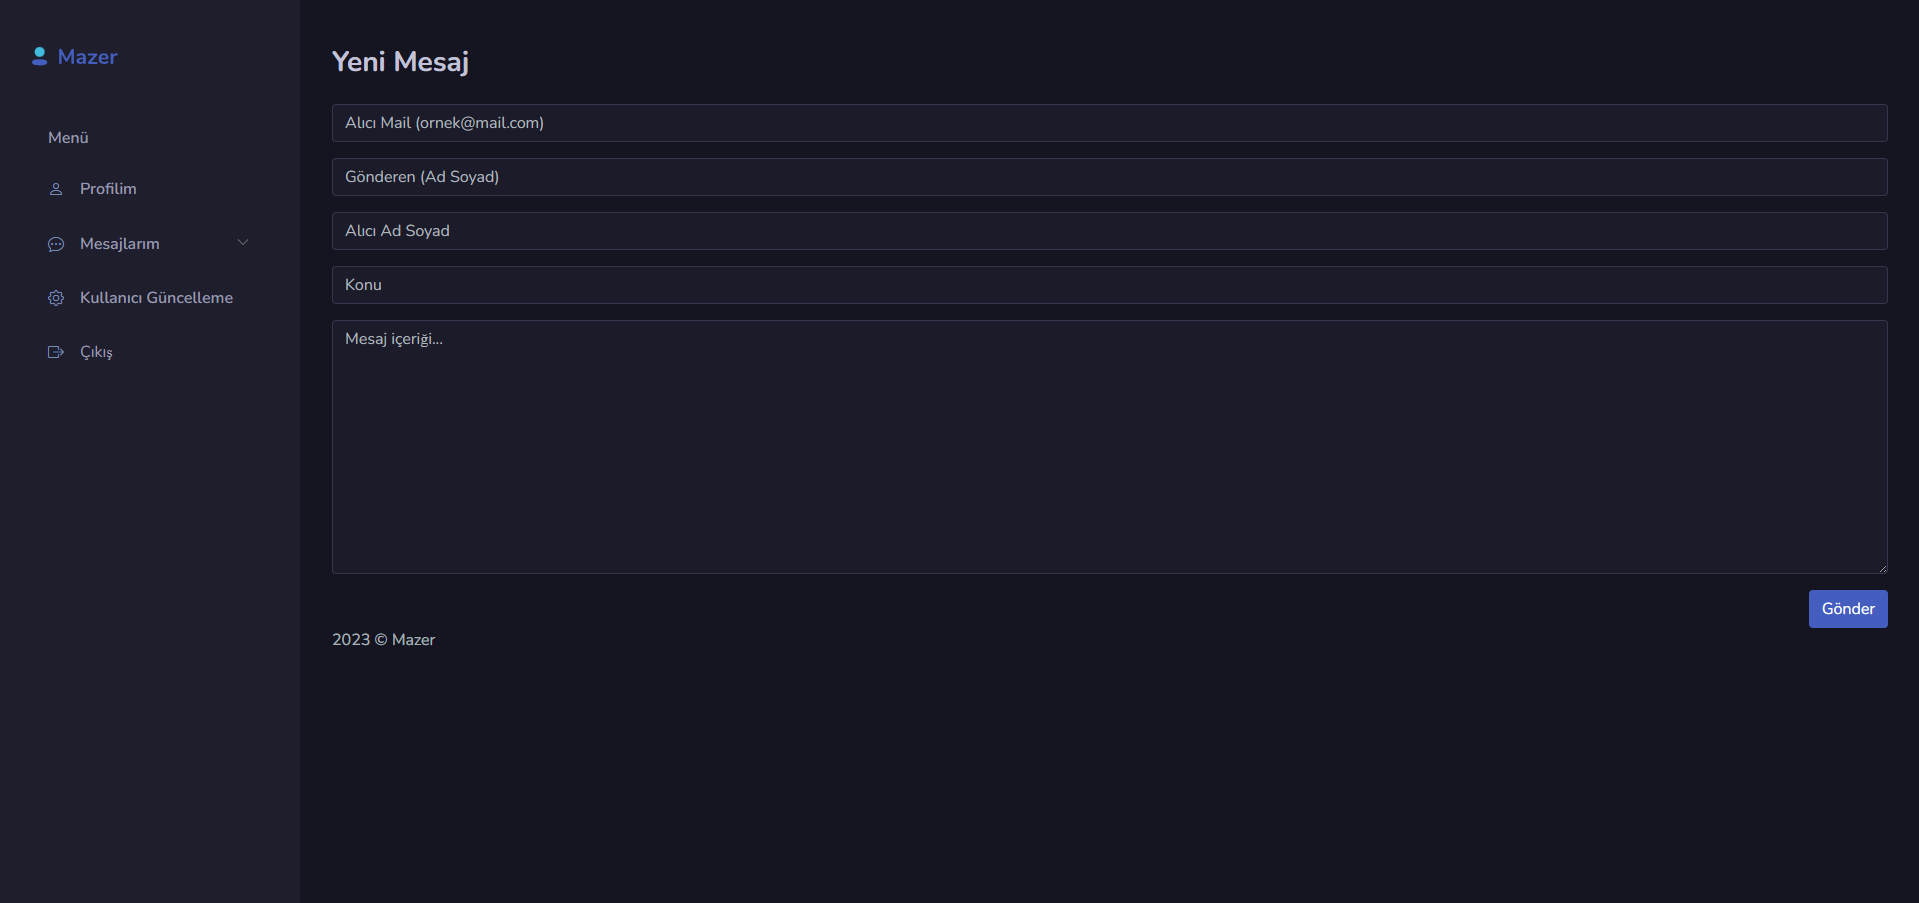 Mazer
Menü
Profilim
Mesajlarım
Kullanıcı Güncelleme
Çıkış
Yeni Mesaj
Alıcı Mail (ornek@mail.com)
Gönderen (Ad Soyad)
Alıcı Ad Soyad
Konu
Mesaj içeriği...
Gönder
2023 © Mazer